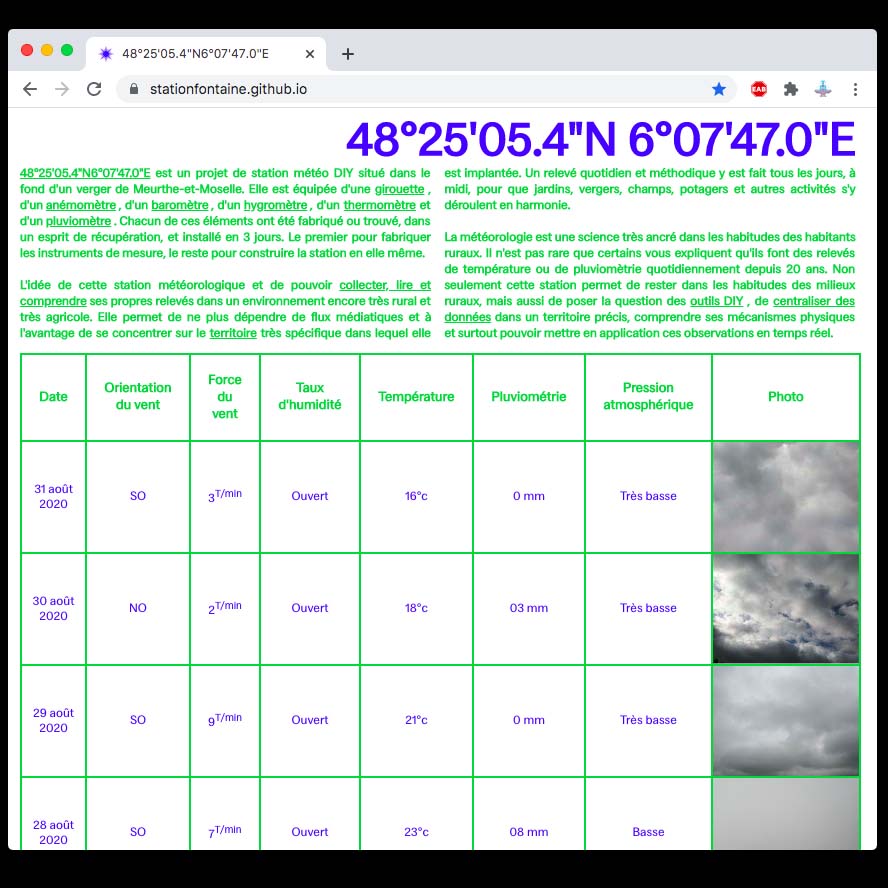 48°25'05.4"N6°07'47.0"E
stationfontaine.github.io
EAB
48°25'05.4"N 6°07'47.0"E
48°25'05.4"N6°07'47.0"E est un projet de station météo DIY situé dans le
fond d'un verger de Meurthe-et-Moselle. Elle est équipée d'une girouette ,
d'un anémomètre , d'un baromètre , d'un hygromètre , d'un thermomètre et
d'un pluviomètre . Chacun de ces éléments ont été fabriqué ou trouvé, dans
un esprit de récupération, et installé en 3 jours. Le premier pour fabriquer
les instruments de mesure, le reste pour construire la station en elle même.
L'idée de cette station météorologique et de pouvoir collecter, lire et
comprendre ses propres relevés dans un environnement encore très rural et
très agricole. Elle permet de ne plus dépendre de flux médiatiques et à
l'avantage de se concentrer sur le territoire très spécifique dans lequel elle
est implantée. Un relevé quotidien et méthodique y est fait tous les jours, à
midi, pour que jardins, vergers, champs, potagers et autres activités s'y
déroulent en harmonie.
La météorologie est une science très ancré dans les habitudes des habitants
ruraux. Il n'est pas rare que certains vous expliquent qu'ils font des relevés
de température ou de pluviomètrie quotidiennement depuis 20 ans. Non
seulement cette station permet de rester dans les habitudes des milieux
ruraux, mais aussi de poser la question des outils DIY , de centraliser des
données dans un territoire précis, comprendre ses mécanismes physiques
et surtout pouvoir mettre en application ces observations en temps réel.
Date
Orientation
du vent
Force
du
vent
Taux
d'humidité
Température
Pluviométrie
Pression
atmosphérique
Photo
31 août
2020
SO
3T/min
Ouvert
16°c
0 mm
Très basse
30 août
2020
NO
2T/min
Ouvert
18°c
03 mm
Très basse
29 août
2020
SO
9T/min
Ouvert
21°c
0 mm
Très basse
28 août
2020
SO
7T/min
Ouvert
23°c
08 mm
Basse